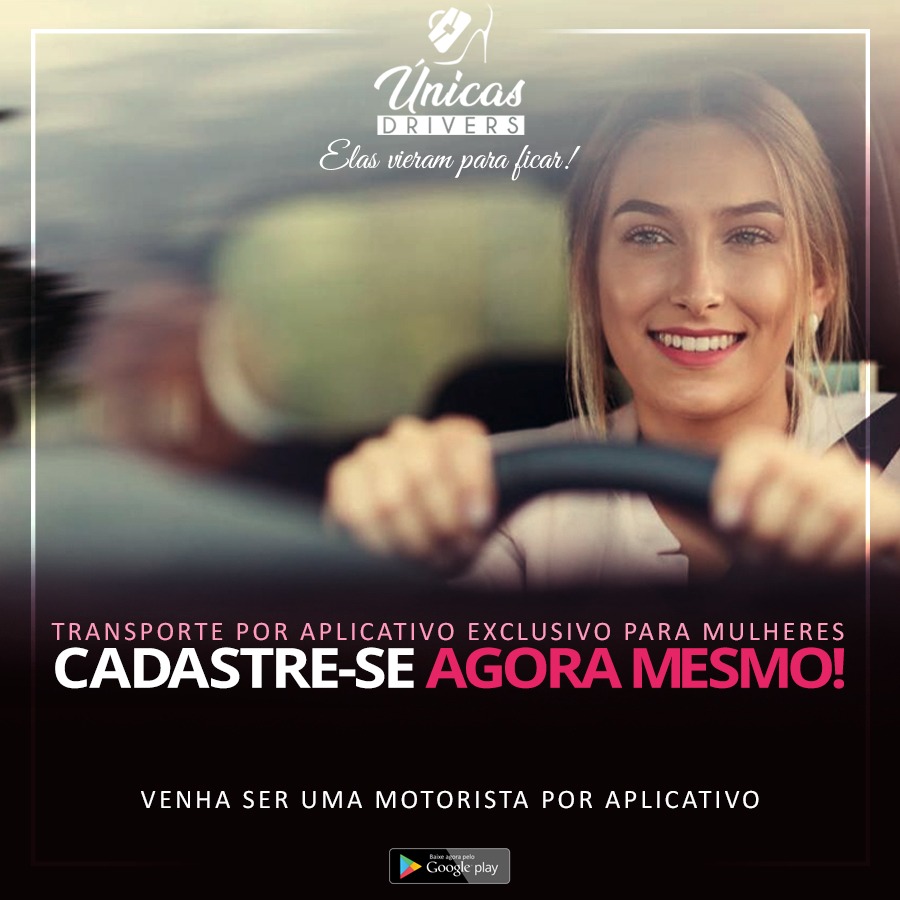 Únicas
DRIVERS
Elas vieram para ficar!
TRANSPORTE POR APLICATIVO EXCLUSIVO PARA MULHERES
CADASTRE-SE AGORA MESMO!
VENHA SER UMA MOTORISTA POR APLICATIVO
Baixe agora pelo
Google play